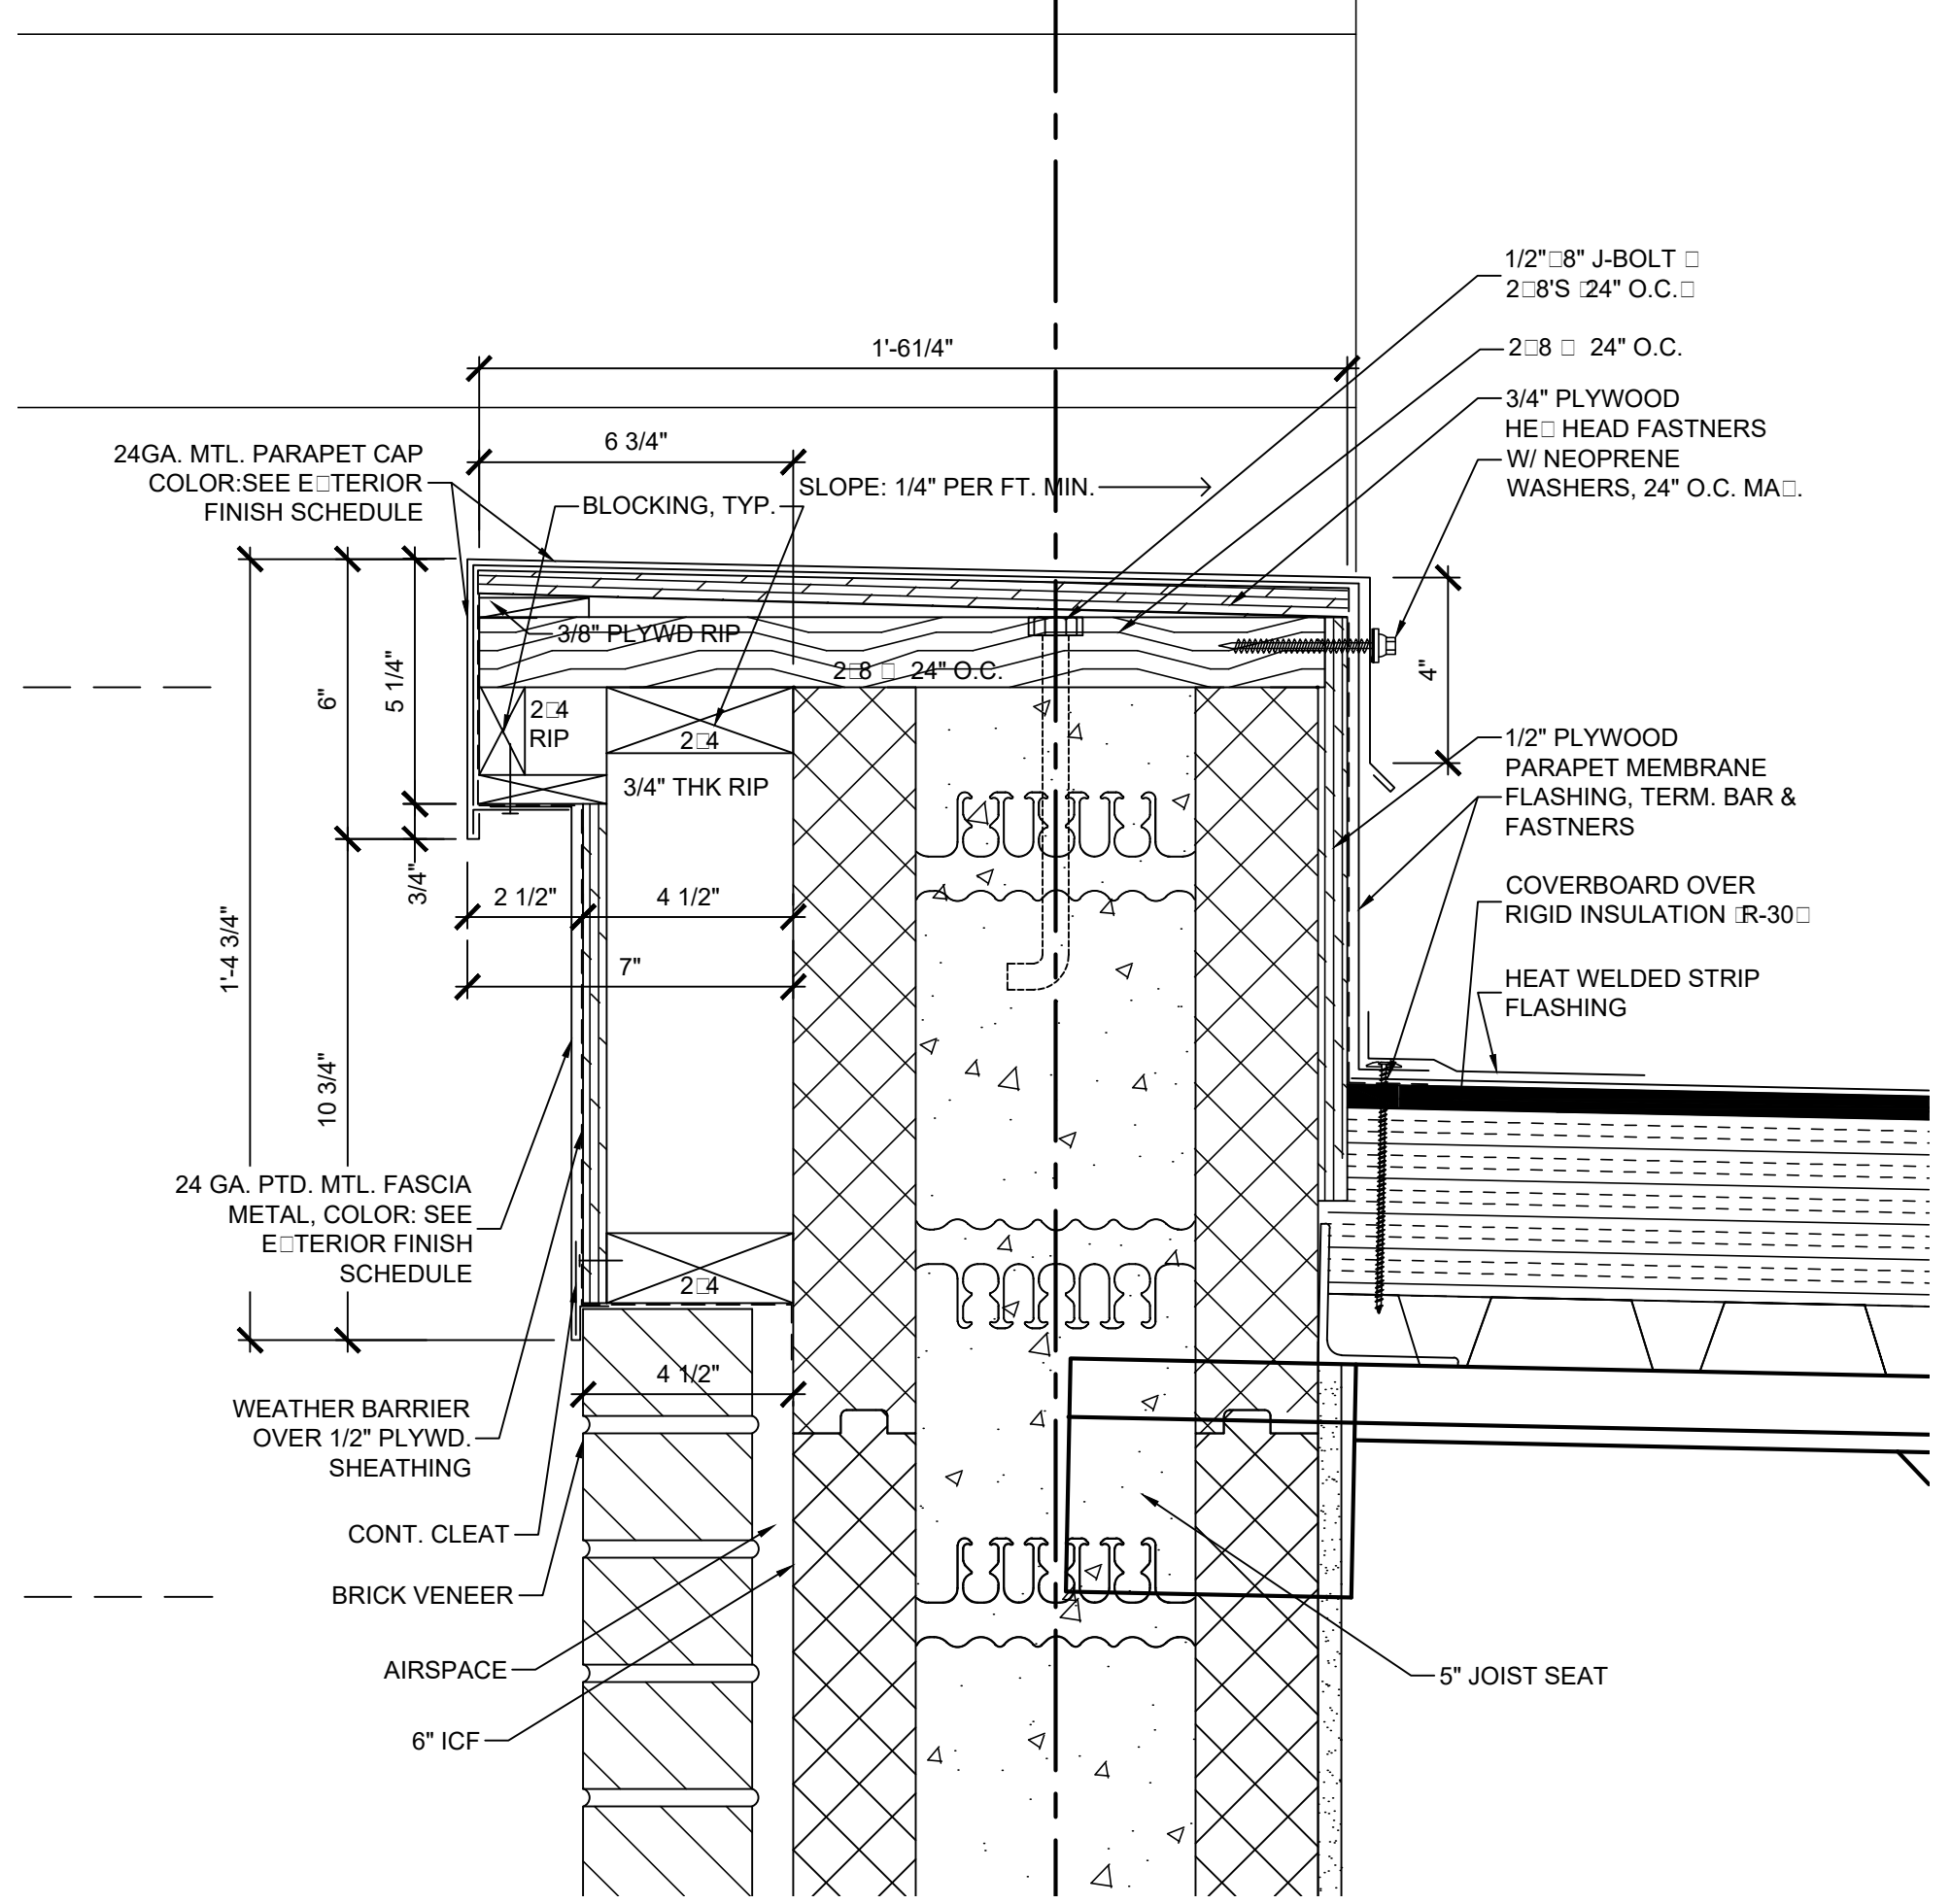 1/2"□8" J-BOLT □
2□8'S □24" O.C.□
1'-61/4"
2□8 □ 24" O.C.
3/4" PLYWOOD
HE□ HEAD FASTNERS
W/ NEOPRENE
WASHERS, 24" O.C. MA□.
6 3/4"
24GA. MTL. PARAPET CAP
COLOR:SEE E□TERIOR
FINISH SCHEDULE
SLOPE: 1/4" PER FT. MIN.
BLOCKING, TYP.
3/8" PLYWD RIP
2□8 □ 24" O.C.
4"
6"
5 1/4"
2□4
RIP
2□4
3/4" THK RIP
1/2" PLYWOOD
PARAPET MEMBRANE
FLASHING, TERM. BAR &
FASTNERS
3/4"
2 1/2"
4 1/2"
COVERBOARD OVER
RIGID INSULATION □R-30□
1'-4 3/4"
7"
HEAT WELDED STRIP
FLASHING
10 3/4"
24 GA. PTD. MTL. FASCIA
METAL, COLOR: SEE
E□TERIOR FINISH
SCHEDULE
2□4
4 1/2"
WEATHER BARRIER
OVER 1/2" PLYWD.
SHEATHING
CONT. CLEAT
BRICK VENEER
AIRSPACE
5" JOIST SEAT
6" ICF